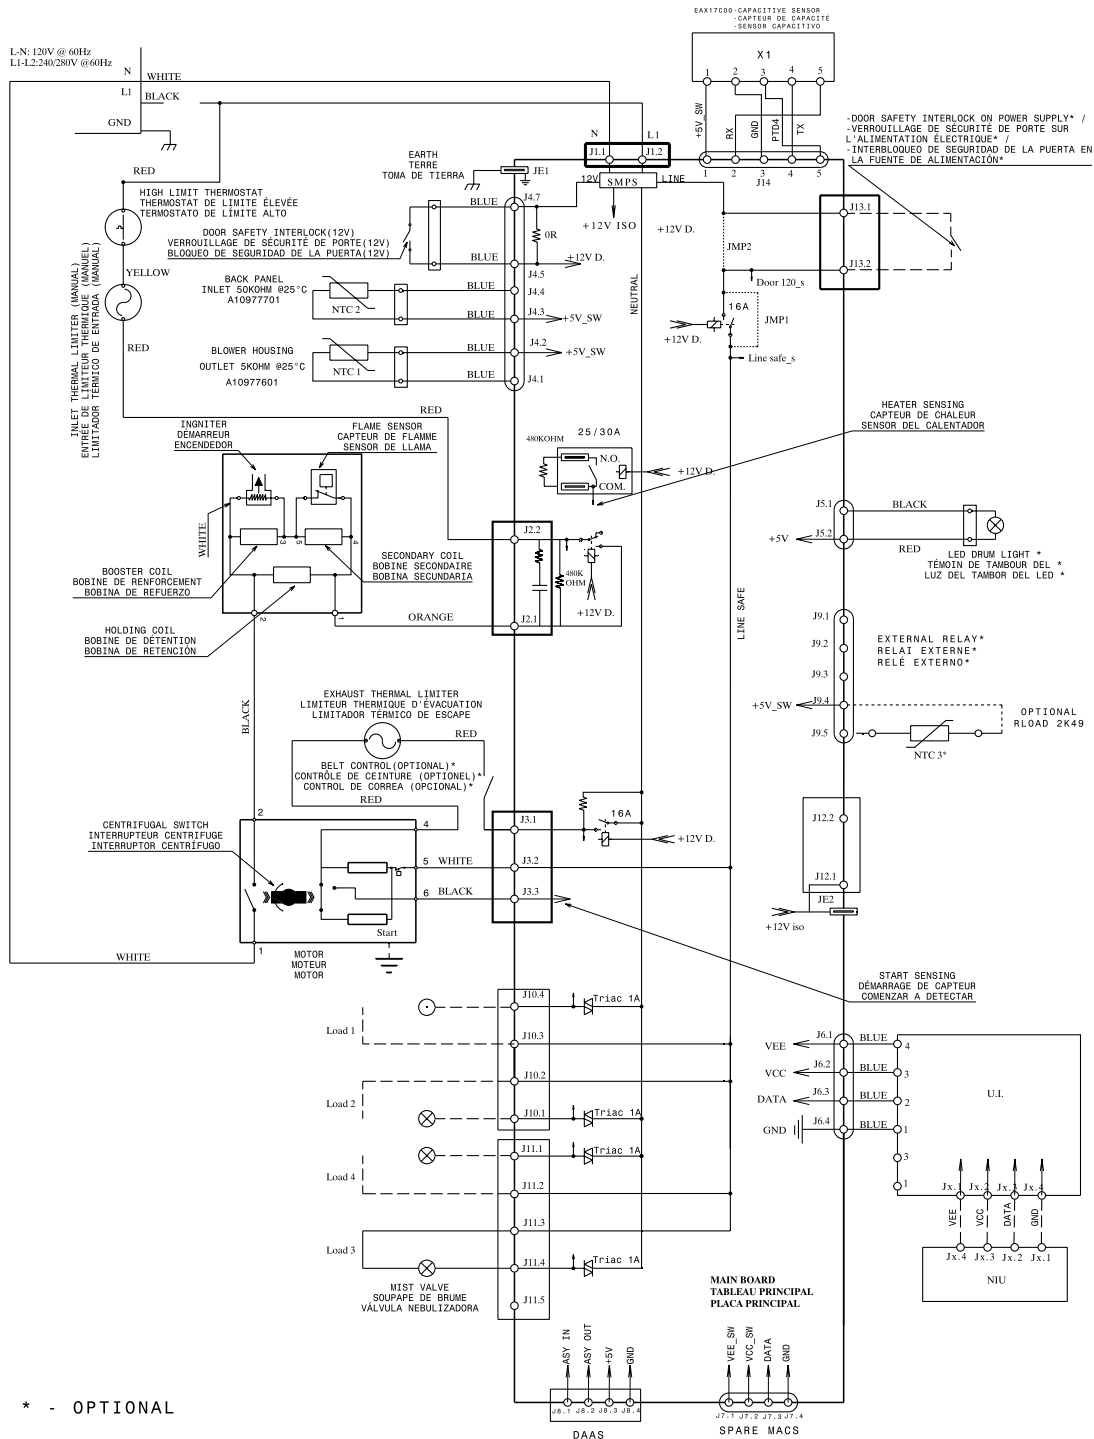 EAX17C00-CAPACITIVE SENSOR
-CAPTEUR DE CAPACITÉ
-SENSOR CAPACITIVO
X1
1 2 3 4 5
+5V_SW
RX
GND
PTD4
TX
1 2 3 4 5
J14
L-N: 120V @ 60Hz
L1-L2:240/280V @60Hz
N
WHITE
L1
BLACK
GND
RED
HIGH LIMIT THERMOSTAT
THERMOSTAT DE LIMITE ÉLEVÉE
TERMOSTATO DE LÍMITE ALTO
YELLOW
INLET THERMAL LIMITER (MANUAL)
ENTRÉE DE LIMITEUR THERMIQUE (MANUEL)
LIMITADOR TÉRMICO DE ENTRADA (MANUAL)
RED
RED
N
L1
J1.1
J1.2
12V
SMPS
LINE
+12V ISO
+12V D.
EARTH
TERRE
TOMA DE TIERRA
JE1
J4.7
BLUE
0R
DOOR SAFETY INTERLOCK(12V)
VERROUILLAGE DE SÉCURITÉ DE PORTE(12V)
BLOQUEO DE SEGURIDAD DE LA PUERTA(12V)
BLUE
+12V D.
J4.5
BACK PANEL
INLET 50KOHM @25°C
A10977701
NTC 2
BLUE
J4.4
BLUE
J4.3
+5V_SW
BLOWER HOUSING
OUTLET 5KOHM @25°C
A10977601
NTC 1
BLUE
J4.2
+5V_SW
BLUE
J4.1
NEUTRAL
-DOOR SAFETY INTERLOCK ON POWER SUPPLY* /
-VERROUILLAGE DE SÉCURITÉ DE PORTE SUR
L'ALIMENTATION ÉLECTRIQUE* /
-INTERBLOQUEO DE SEGURIDAD DE LA PUERTA EN
LA FUENTE DE ALIMENTACIÓN*
J13.1
J13.2
JMP2
Door 120_s
16A
JMP1
+12V D.
Line safe_s
HEATER SENSING
CAPTEUR DE CHALEUR
SENSOR DEL CALENTADOR
25/30A
480KOHM
N.O.
COM.
+12V D.
INGNITER
DÉMARREUR
ENCENDEDOR
FLAME SENSOR
CAPTEUR DE FLAMME
SENSOR DE LLAMA
WHITE
3 5 4
BOOSTER COIL
BOBINE DE RENFORCEMENT
BOBINA DE REFUERZO
SECONDARY COIL
BOBINE SECONDAIRE
BOBINA SECUNDARIA
2 1
HOLDING COIL
BOBINE DE DÉTENTION
BOBINA DE RETENCIÓN
ORANGE
J2.2
J2.1
480K
OHM
+12V D.
LINE SAFE
J5.1
BLACK
+5V
J5.2
RED
LED DRUM LIGHT *
TÉMOIN DE TAMBOUR DEL *
LUZ DEL TAMBOR DEL LED *
J9.1
J9.2
J9.3
EXTERNAL RELAY*
RELAI EXTERNE*
RELÉ EXTERNO*
+5V_SW
J9.4
J9.5
OPTIONAL
RLOAD 2K49
NTC 3*
BLACK
EXHAUST THERMAL LIMITER
LIMITEUR THERMIQUE D'ÉVACUATION
LIMITADOR TÉRMICO DE ESCAPE
RED
BELT CONTROL(OPTIONAL)*
CONTRÔLE DE CEINTURE (OPTIONEL)*
CONTROL DE CORREA (OPCIONAL)*
RED
CENTRIFUGAL SWITCH
INTERRUPTEUR CENTRIFUGE
INTERRUPTOR CENTRÍFUGO
2
4
5
WHITE
6
BLACK
Start
1
WHITE
MOTOR
MOTEUR
MOTOR
J3.1
J3.2
J3.3
16A
+12V D.
J12.2
J12.1
JE2
+12V iso
START SENSING
DÉMARRAGE DE CAPTEUR
COMENZAR A DETECTAR
Load 1
J10.4
Triac 1A
J10.3
Load 2
J10.2
J10.1
Triac 1A
Load 4
J11.1
Triac 1A
J11.2
Load 3
J11.3
J11.4
Triac 1A
J11.5
MIST VALVE
SOUPAPE DE BRUME
VÁLVULA NEBULIZADORA
VEE
J6.1
BLUE
4
VCC
J6.2
BLUE
3
DATA
J6.3
BLUE
2
GND
J6.4
BLUE
1
3
1
U.I.
Jx.1 Jx.2 Jx.3 Jx.4
VEE
VCC
DATA
GND
Jx.4 Jx.3 Jx.2 Jx.1
NIU
MAIN BOARD
TABLEAU PRINCIPAL
PLACA PRINCIPAL
ASY IN
ASY OUT
+5V
GND
J8.1 J8.2 J8.3 J8.4
DAAS
VEE_SW
VCC_SW
DATA
GND
J7.1 J7.2 J7.3 J7.4
SPARE MACS
* - OPTIONAL